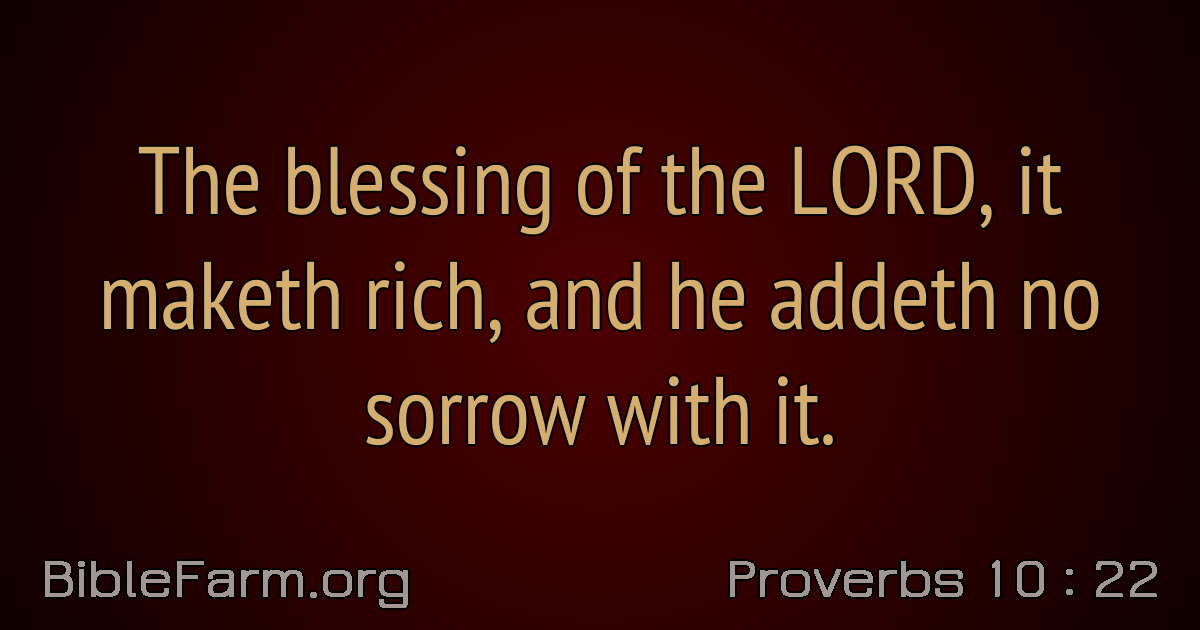 The blessing of the LORD, it
maketh rich, and he addeth no
sorrow with it.
BibleFarm.org
Proverbs 10 : 22